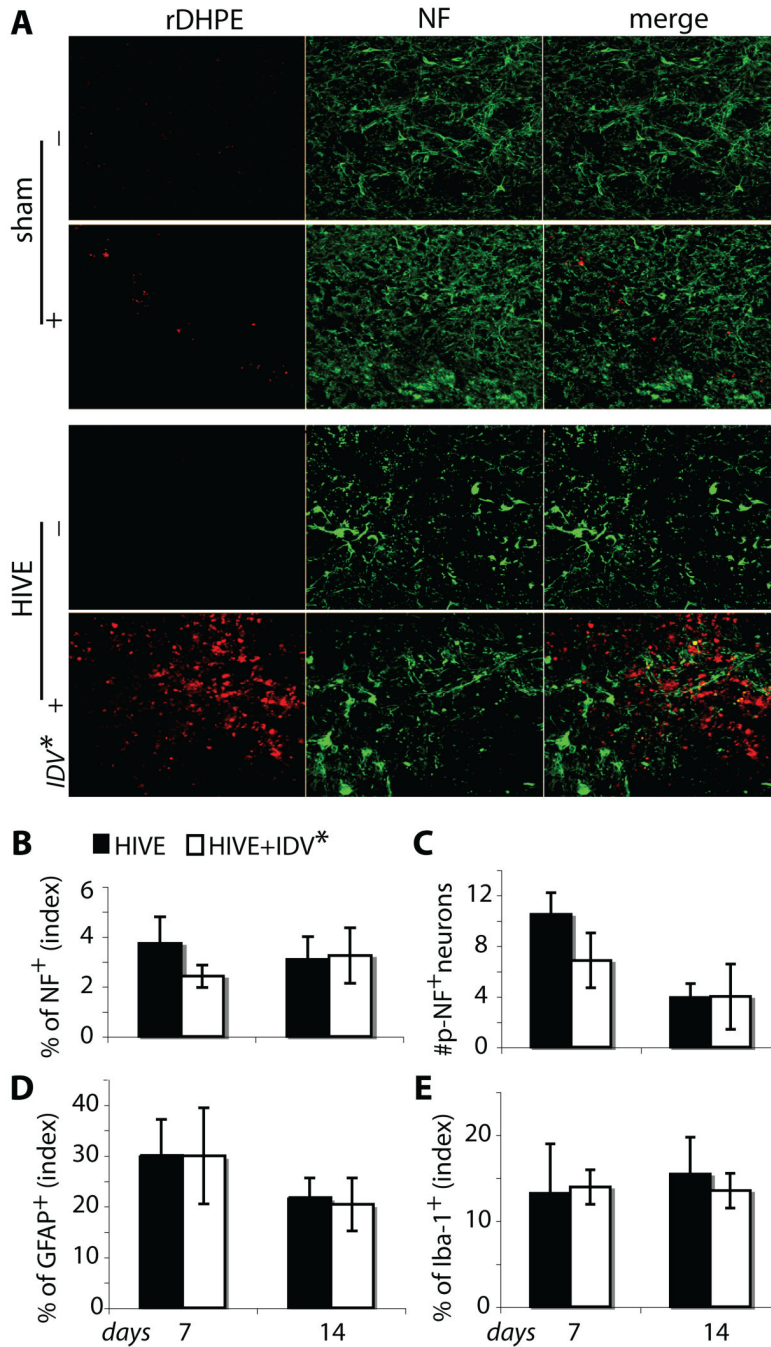 A
rDHPE NF merge
sham
−
+
HIVE
−
+
IDV*
B HIVE HIVE+IDV* C
% of NF+ (index)
6
4
2
0
#p-NF+neurons
12
8
4
0
D E
% of GFAP+ (index)
40
30
20
10
0
% of Iba-1+ (index)
20
15
10
0
days 7 14 7 14